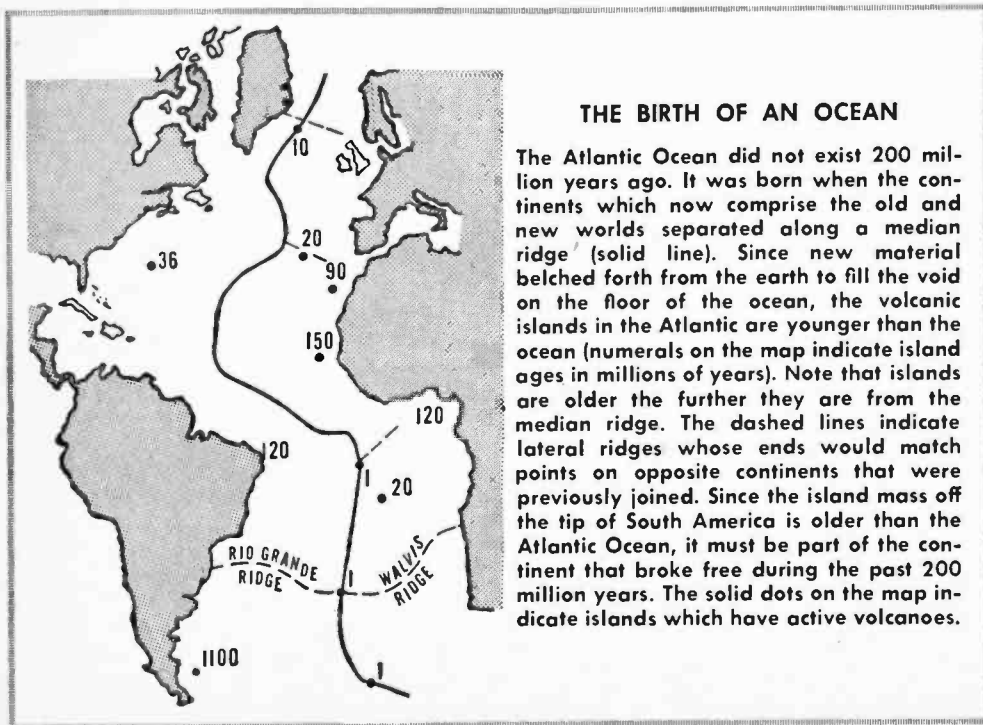 10
20
90
36
150
120
120
1
20
RIO GRANDE
RIDGE
WALVIS
RIDGE
1
1100
1
THE BIRTH OF AN OCEAN
The Atlantic Ocean did not exist 200 mil-
lion years ago. It was born when the con-
tinents which now comprise the old and
new worlds separated along a median
ridge (solid line). Since new material
belched forth from the earth to fill the void
on the floor of the ocean, the volcanic
islands in the Atlantic are younger than the
ocean (numerals on the map indicate island
ages in millions of years). Note that islands
are older the further they are from the
median ridge. The dashed lines indicate
lateral ridges whose ends would match
points on opposite continents that were
previously joined. Since the island mass off
the tip of South America is older than the
Atlantic Ocean, it must be part of the con-
tinent that broke free during the past 200
million years. The solid dots on the map in-
dicate islands which have active volcanoes.